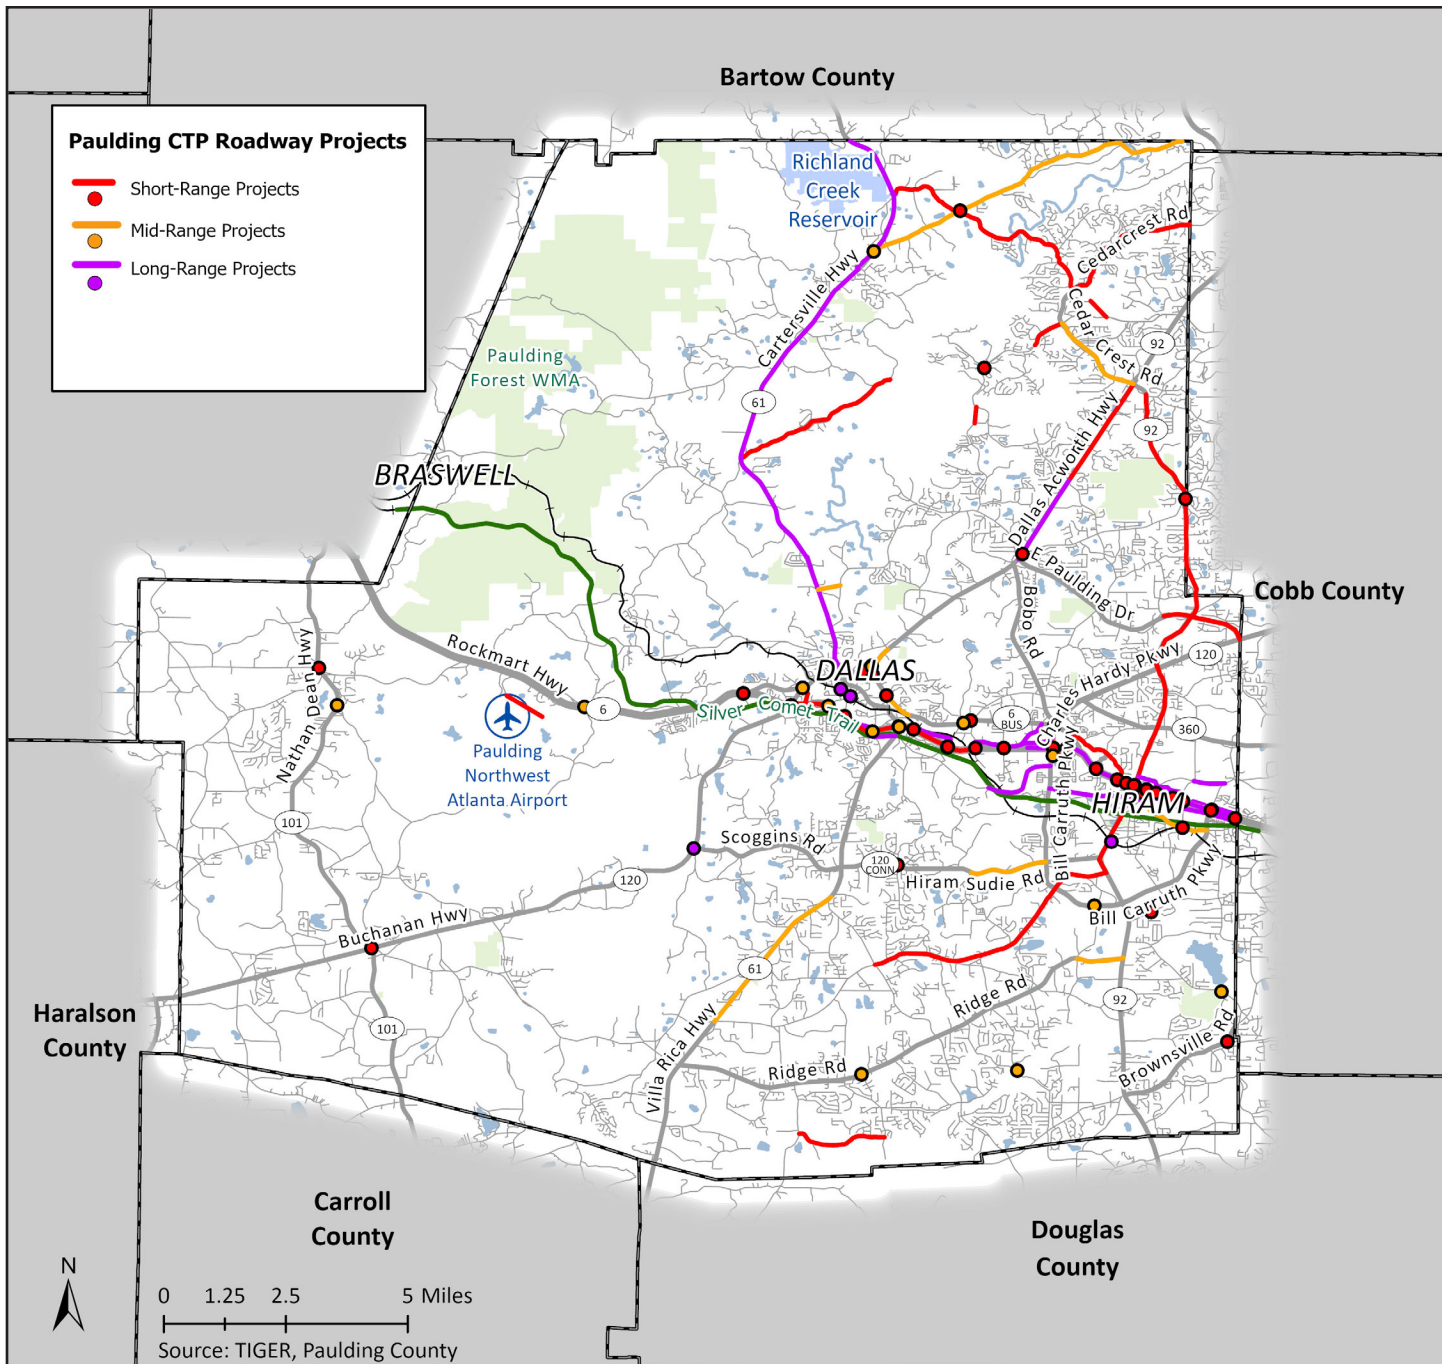 Bartow County
Paulding CTP Roadway Projects
Short-Range Projects
Mid-Range Projects
Long-Range Projects
Richland
Creek
Reservoir
Cedarcrest Rd
Cartersville Hwy
Cedar Crest Rd
92
Paulding
Forest WMA
61
92
Dallas Acworth Hwy
BRASWELL
E Paulding Dr
Cobb County
Bobo Rd
Nathan Dean Hwy
Rockmart Hwy
DALLAS
Charles Hardy Pkwy
120
6
Silver Comet Trail
6
BUS
360
Paulding
Northwest
Atlanta Airport
HIRAM
101
Scoggins Rd
Bill Carruth Pkwy
120
120
CONN
Hiram Sudie Rd
Bill Carruth Pkwy
Buchanan Hwy
61
Ridge Rd
92
Haralson
County
101
Villa Rica Hwy
Ridge Rd
Brownsville Rd
Carroll
County
Douglas
County
N
0 1.25 2.5 5 Miles
Source: TIGER, Paulding County